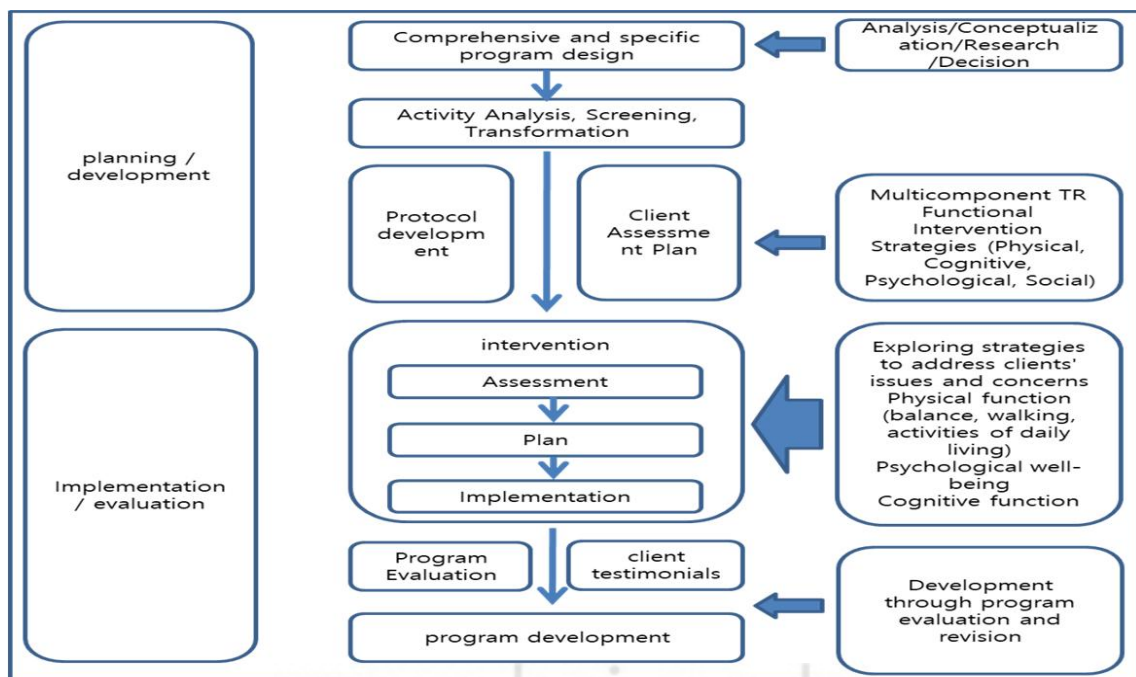 Comprehensive and specific
program design
Analysis/Conceptualiz
ation/Research
/Decision
Activity Analysis, Screening,
Transformation
planning /
development
Protocol
developm
ent
Client
Assessme
nt Plan
Multicomponent TR
Functional
Intervention
Strategies (Physical,
Cognitive,
Psychological, Social)
Implementation
/ evaluation
intervention
Assessment
Plan
Implementation
Exploring strategies
to address clients'
issues and concerns
Physical function
(balance, walking,
activities of daily
living)
Psychological well-
being
Cognitive function
Program
Evaluation
client
testimonials
program development
Development
through program
evaluation and
revision